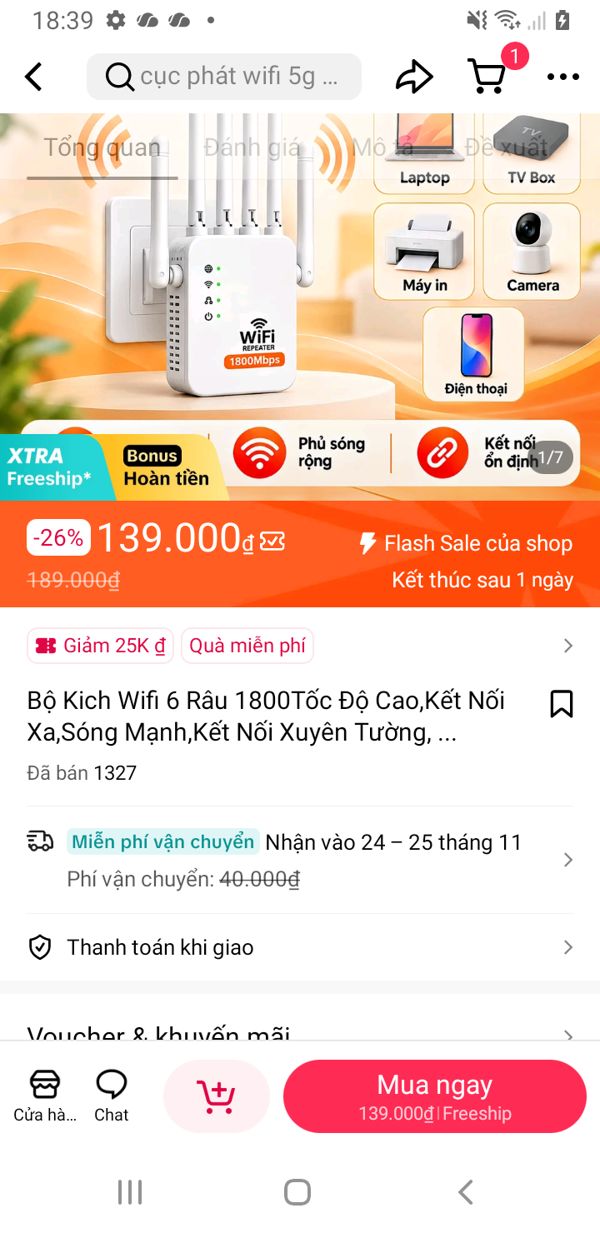 18:39
cục phát wifi 5g ...
1
Tổng quan
Đánh giá
Mô tả
Đề xuất
Laptop
TV
TV Box
Máy in
Camera
Điện thoại
WiFi
REPEATER
1800Mbps
XTRA
Freeship*
Bonus
Hoàn tiền
Phủ sóng
rộng
Kết nối
ổn định
1/7
-26%
139.000₫
189.000₫
Flash Sale của shop
Kết thúc sau 1 ngày
Giảm 25K ₫
Quà miễn phí
Bộ Kich Wifi 6 Râu 1800Tốc Độ Cao,Kết Nối
Xa,Sóng Mạnh,Kết Nối Xuyên Tường, ...
Đã bán 1327
Miễn phí vận chuyển Nhận vào 24 – 25 tháng 11
Phí vận chuyển: 40.000₫
Thanh toán khi giao
Voucher & khuyến mãi
Cửa hà...
Chat
Mua ngay
139.000₫ | Freeship